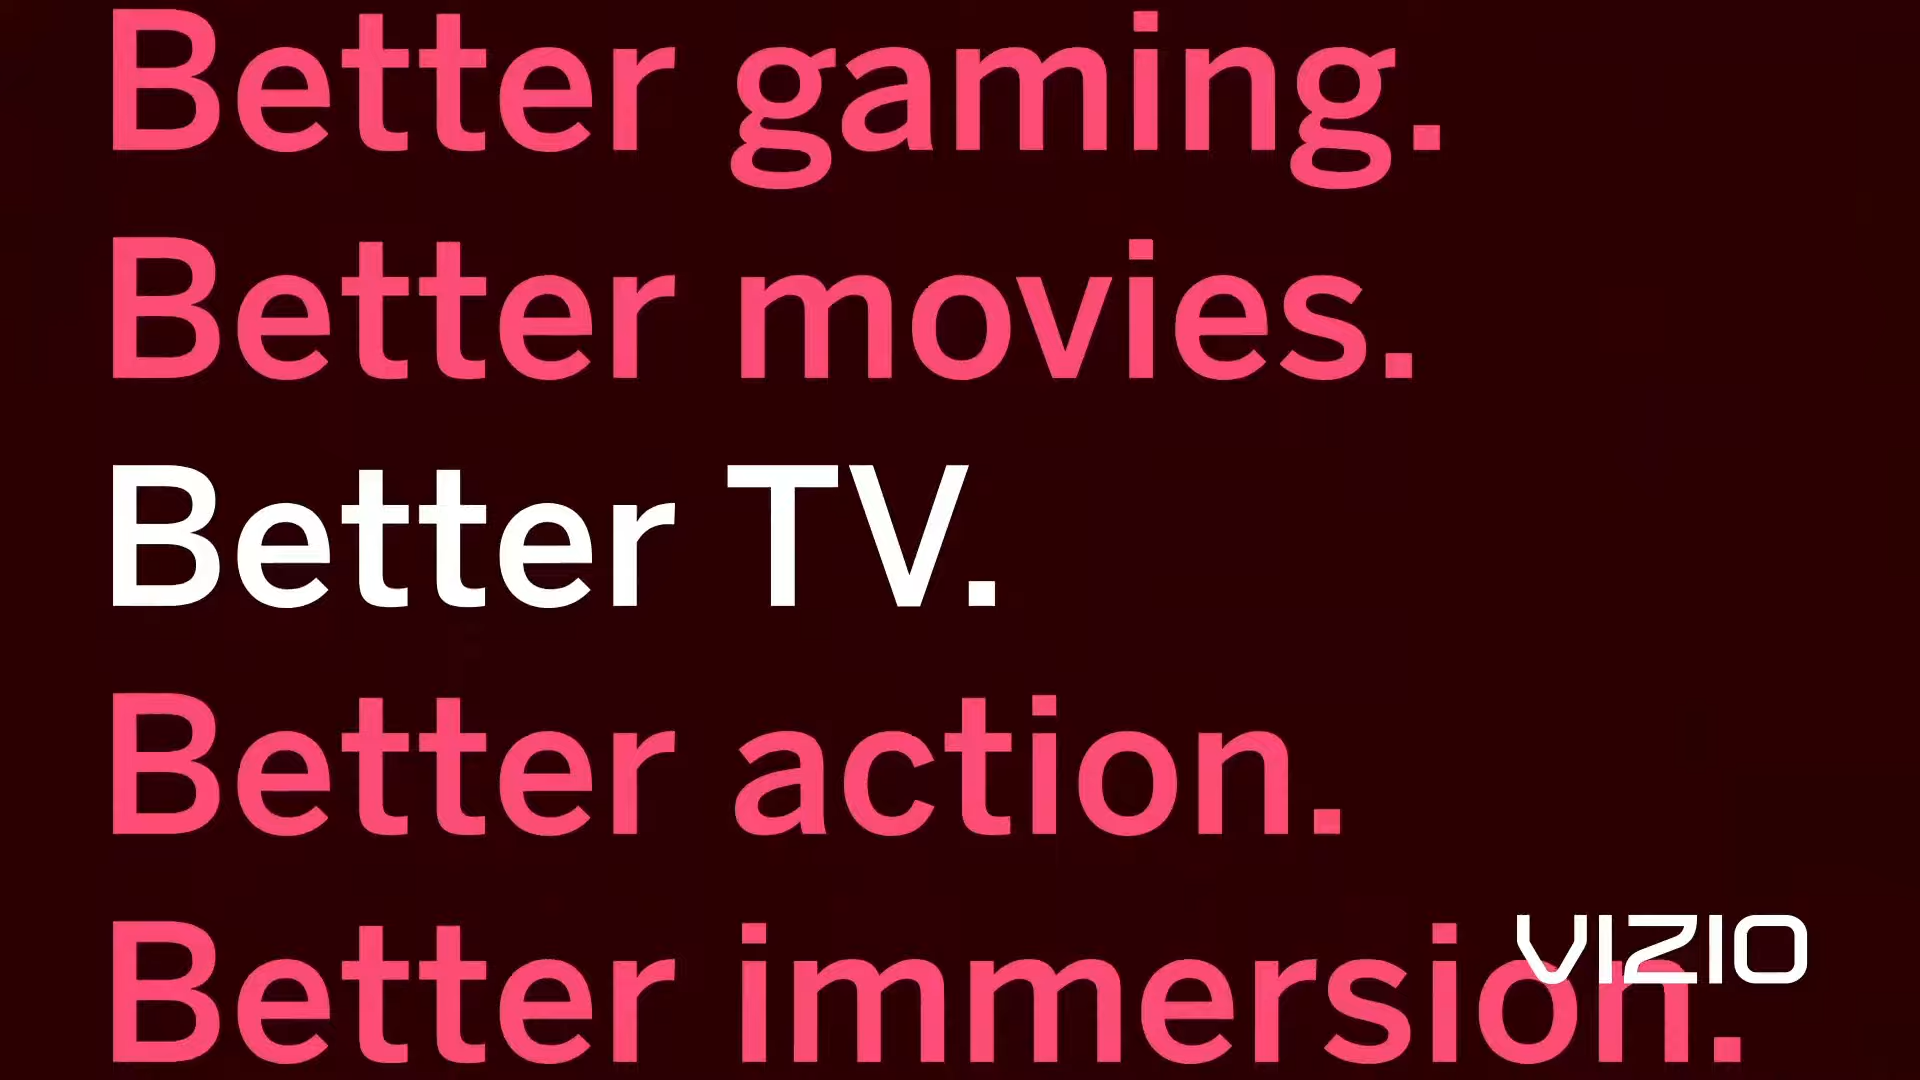 Better gaming.
Better movies.
Better TV.
Better action.
Better immersion.
VIZIO